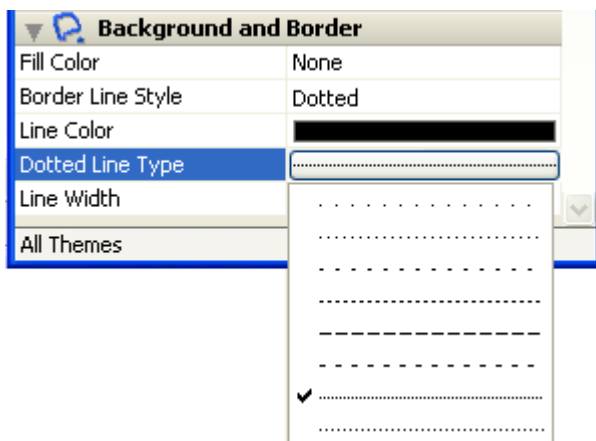 Background and Border
Fill Color None
Border Line Style Dotted
Line Color
Dotted Line Type
Line Width
All Themes